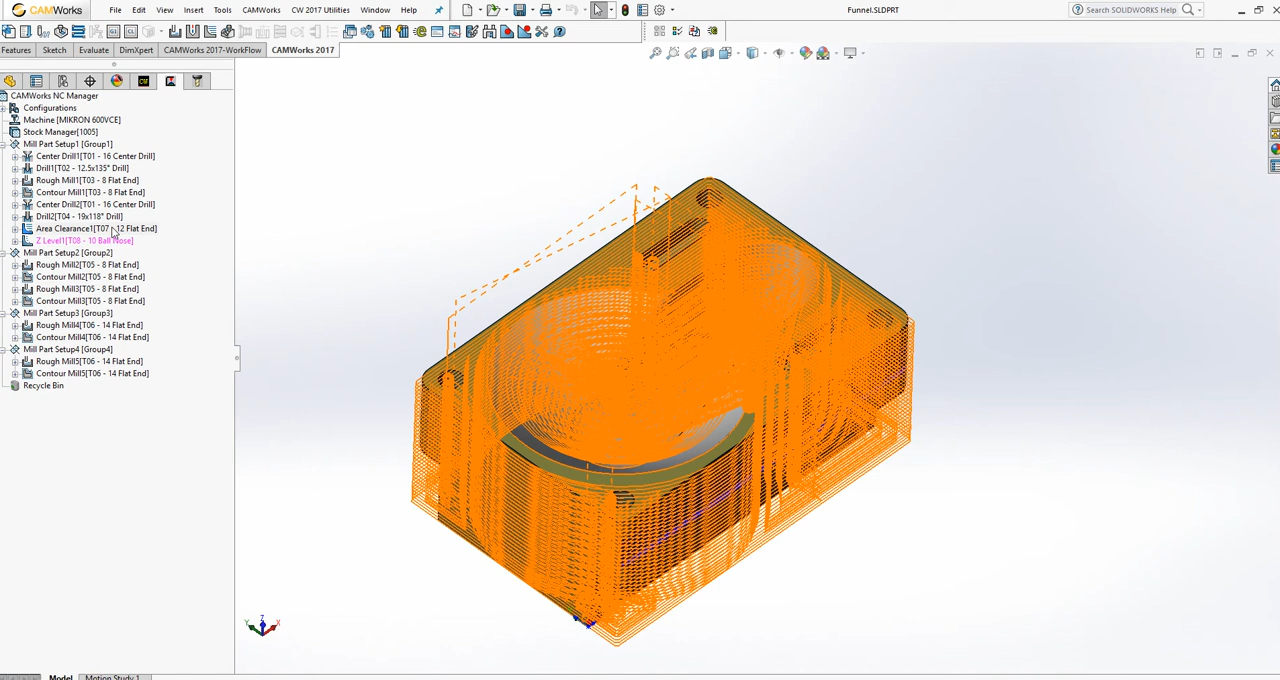 CAMWorks File Edit View Insert Tools CAMWorks CW 2017 Utilities Window Help Funnel.SLDPRT Search SOLIDWORKS Help
Features Sketch Evaluate DimXpert CAMWorks 2017-WorkFlow CAMWorks 2017
CAMWorks NC Manager
Configurations
Machine [MIKRON 600VCE]
Stock Manager[1005]
Mill Part Setup1 [Group1]
Center Drill1[T01 - 16 Center Drill]
Drill1[T02 - 12.5x135° Drill]
Rough Mill1[T03 - 8 Flat End]
Contour Mill1[T03 - 8 Flat End]
Center Drill2[T01 - 16 Center Drill]
Drill2[T04 - 19x118° Drill]
Area Clearance1[T07 - 12 Flat End]
Z Level1[T08 - 10 Ball Nose]
Mill Part Setup2 [Group2]
Rough Mill2[T05 - 8 Flat End]
Contour Mill2[T05 - 8 Flat End]
Rough Mill3[T05 - 8 Flat End]
Contour Mill3[T05 - 8 Flat End]
Mill Part Setup3 [Group3]
Rough Mill4[T06 - 14 Flat End]
Contour Mill4[T06 - 14 Flat End]
Mill Part Setup4 [Group4]
Rough Mill5[T06 - 14 Flat End]
Contour Mill5[T06 - 14 Flat End]
Recycle Bin
Z
Y X
Model Motion Study 1